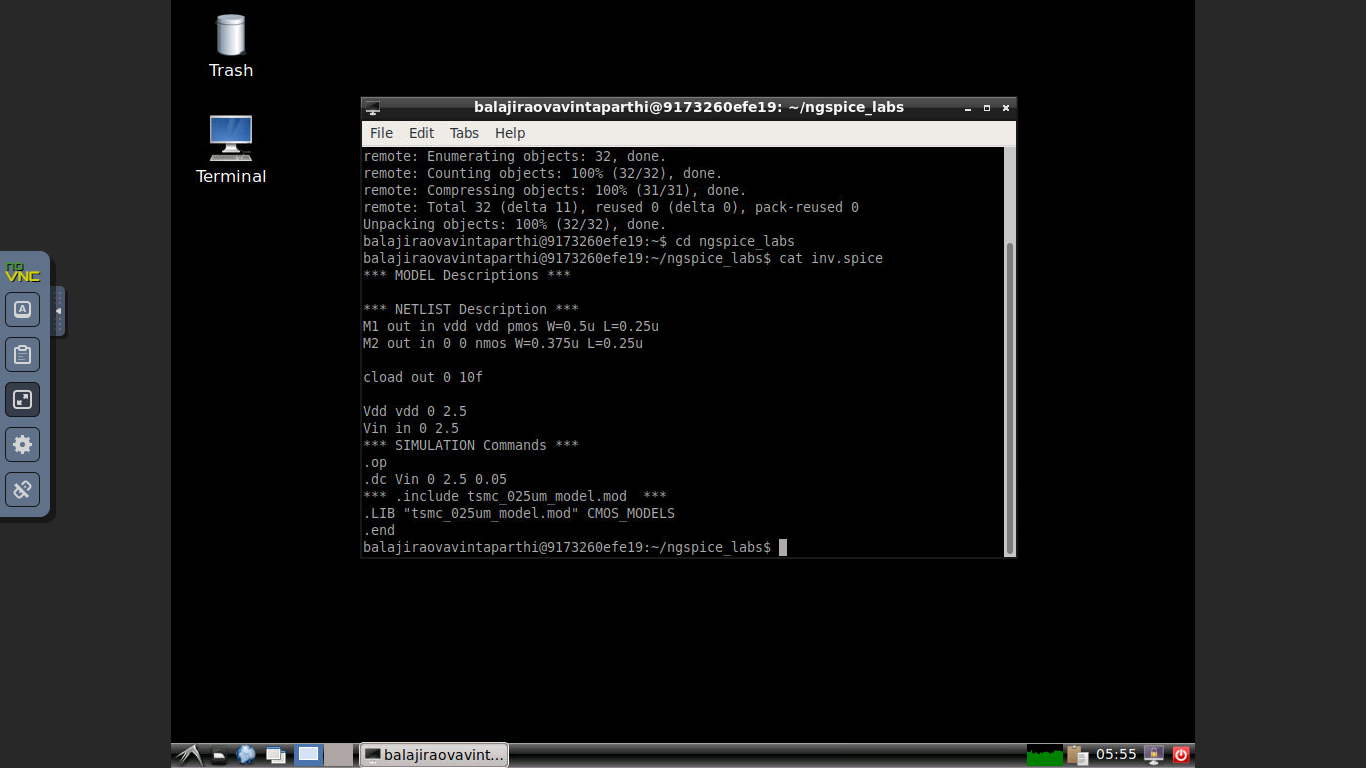 Trash
Terminal
no
VNC
A
balajiraovavintaparthi@9173260efe19: ~/ngspice_labs
File Edit Tabs Help
remote: Enumerating objects: 32, done.
remote: Counting objects: 100% (32/32), done.
remote: Compressing objects: 100% (31/31), done.
remote: Total 32 (delta 11), reused 0 (delta 0), pack-reused 0
Unpacking objects: 100% (32/32), done.
balajiraovavintaparthi@9173260efe19:~$ cd ngspice_labs
balajiraovavintaparthi@9173260efe19:~/ngspice_labs$ cat inv.spice
*** MODEL Descriptions ***
*** NETLIST Description ***
M1 out in vdd vdd pmos W=0.5u L=0.25u
M2 out in 0 0 nmos W=0.375u L=0.25u
cload out 0 10f
Vdd vdd 0 2.5
Vin in 0 2.5
*** SIMULATION Commands ***
.op
.dc Vin 0 2.5 0.05
*** .include tsmc_025um_model.mod  ***
.LIB "tsmc_025um_model.mod" CMOS_MODELS
.end
balajiraovavintaparthi@9173260efe19:~/ngspice_labs$
balajiraovavint...
05:55